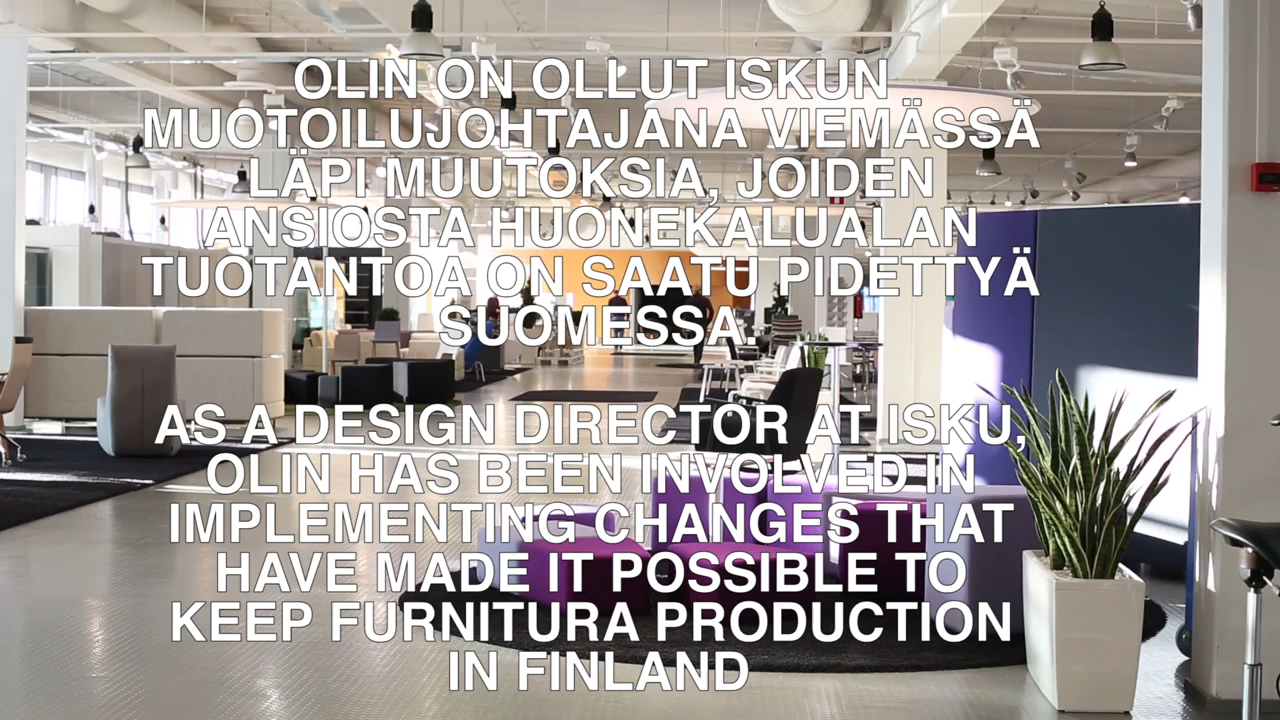 OLIN ON OLLUT ISKUN
MUOTOILUJOHTAJANA VIEMÄSSÄ
LÄPI MUUTOKSIA, JOIDEN
ANSIOSTA HUONEKALUALAN
TUOTANTOA ON SAATU PIDETTYÄ
SUOMESSA.
AS A DESIGN DIRECTOR AT ISKU,
OLIN HAS BEEN INVOLVED IN
IMPLEMENTING CHANGES THAT
HAVE MADE IT POSSIBLE TO
KEEP FURNITURA PRODUCTION
IN FINLAND